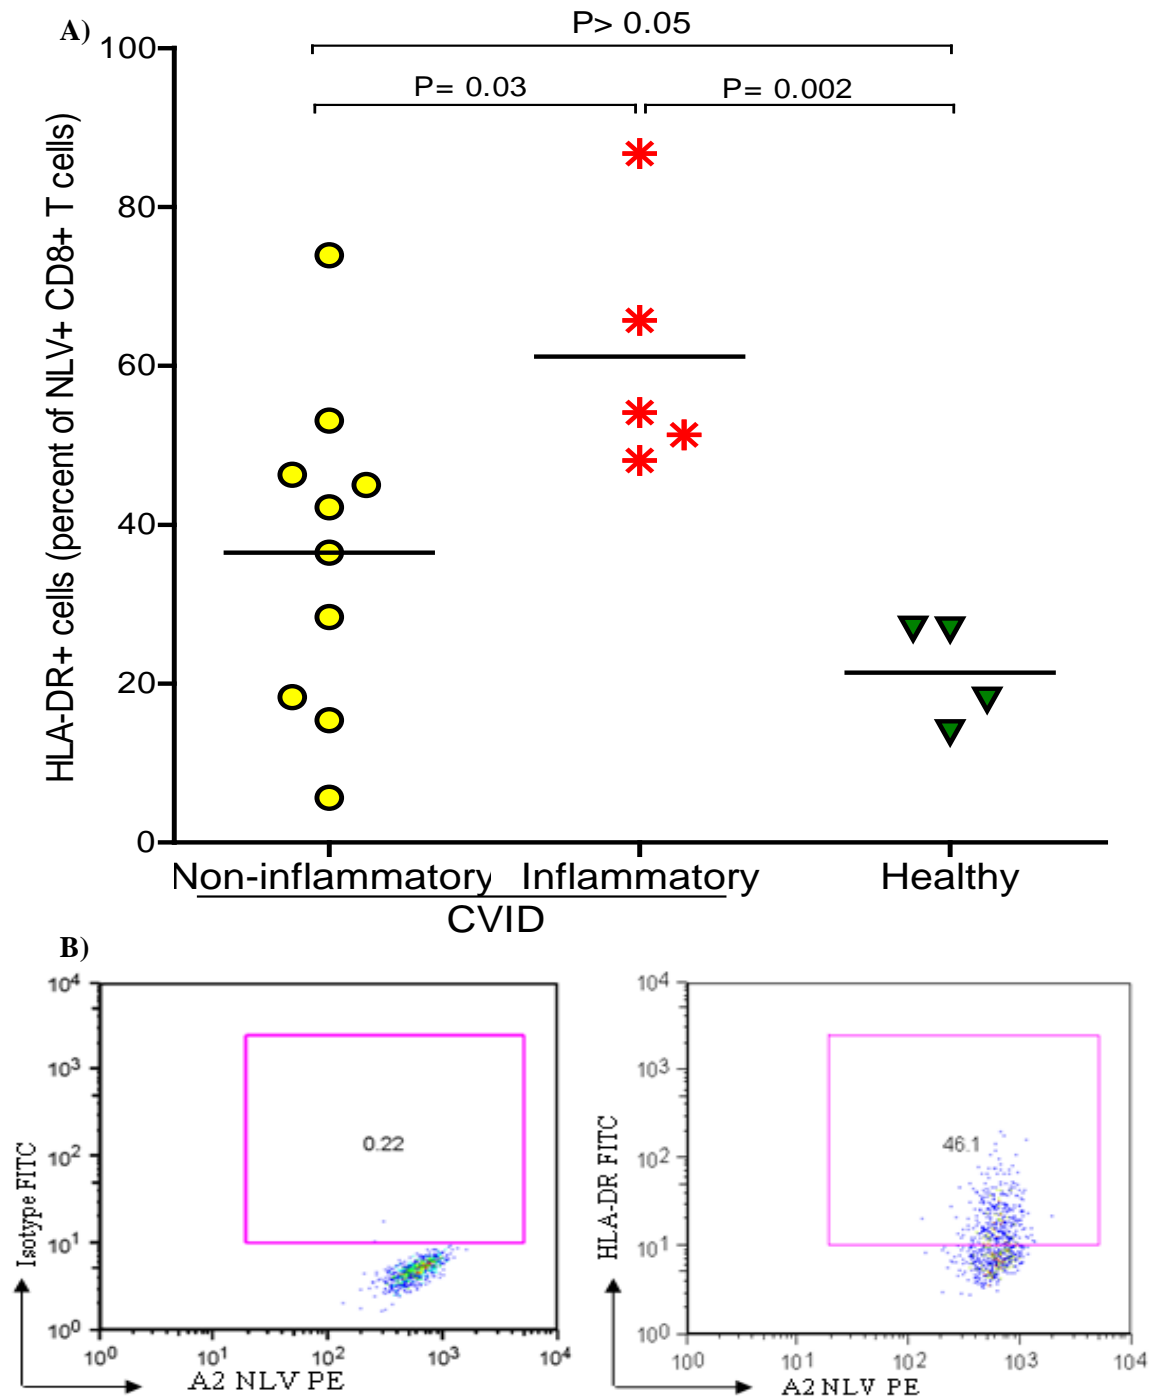 A)
P> 0.05
P= 0.03
P= 0.002
HLA-DR+ cells (percent of NLV+ CD8+ T cells)
100
80
60
40
20
0
Non-inflammatory Inflammatory Healthy
CVID
B)
Isotype FITC
10⁴
10³
10²
10¹
10⁰
0.22
10⁰ 10¹ 10² 10³ 10⁴
A2 NLV PE
HLA-DR FITC
10⁴
10³
10²
10¹
10⁰
46.1
10⁰ 10¹ 10² 10³ 10⁴
A2 NLV PE